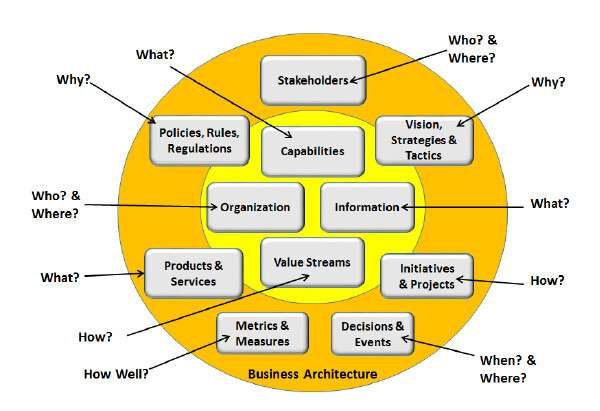 Who? &
Where?
What?
Stakeholders
Why?
Why?
Policies, Rules,
Regulations
Vision,
Strategies &
Tactics
Capabilities
Who? &
Where?
Organization
Information
What?
What?
Products &
Services
Value Streams
Initiatives
& Projects
How?
How?
Metrics &
Measures
Decisions &
Events
When? &
Where?
How Well?
Business Architecture